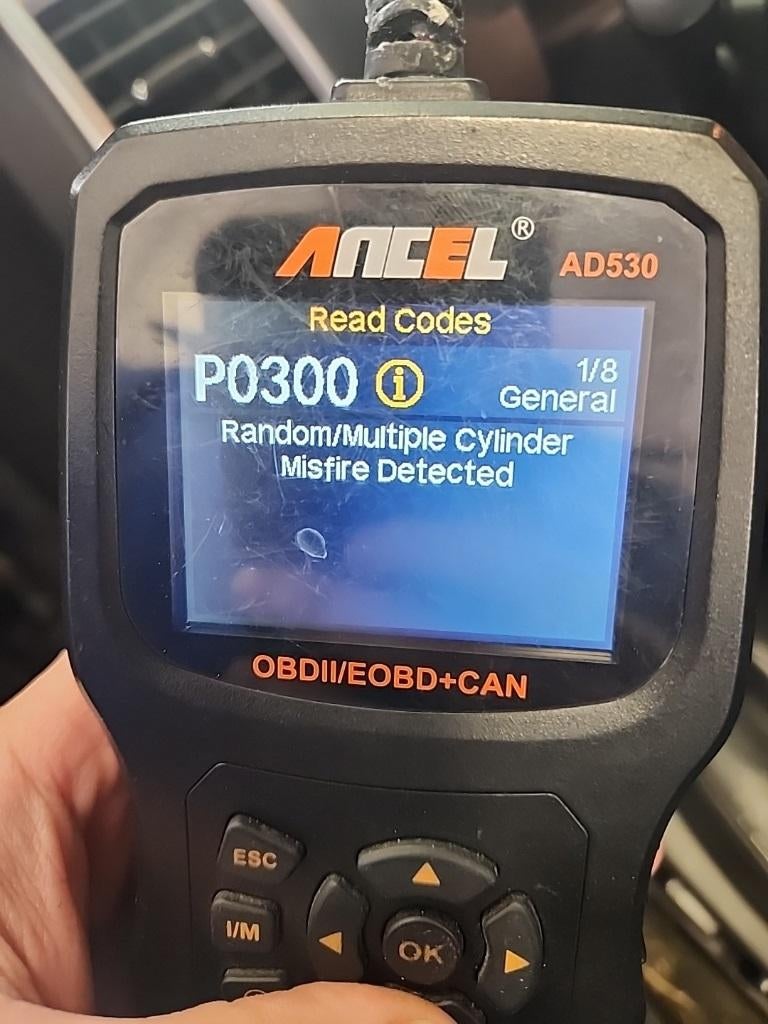 ANCEL®
AD530
Read Codes
P0300 i 1/8
General
Random/Multiple Cylinder
Misfire Detected
OBDII/EOBD+CAN
ESC
I/M
OK